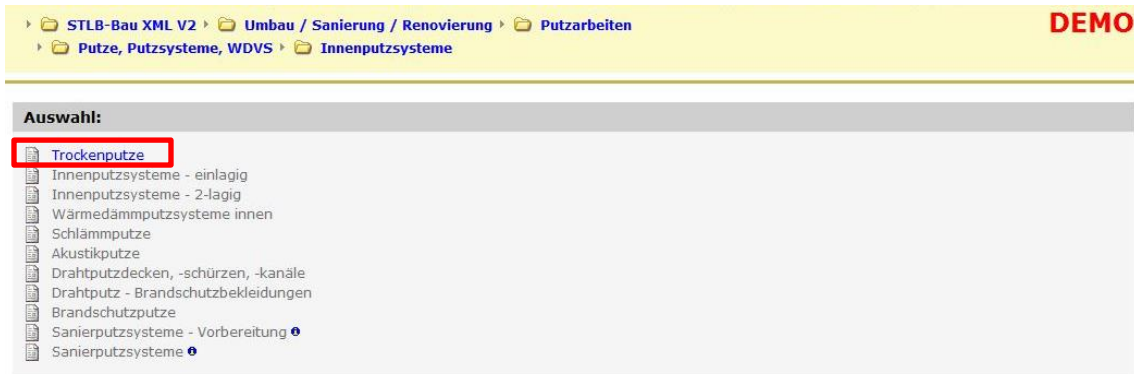 STLB-Bau XML V2 Umbau / Sanierung / Renovierung Putzarbeiten
DEMO
Putze, Putzsysteme, WDVS Innenputzsysteme
Auswahl:
Trockenputze
Innenputzsysteme - einlagig
Innenputzsysteme - 2-lagig
Wärmedämmputzsysteme innen
Schlämmputze
Akustikputze
Drahtputzdecken, -schürzen, -kanäle
Drahtputz - Brandschutzbekleidungen
Brandschutzputze
Sanierputzsysteme - Vorbereitung
Sanierputzsysteme